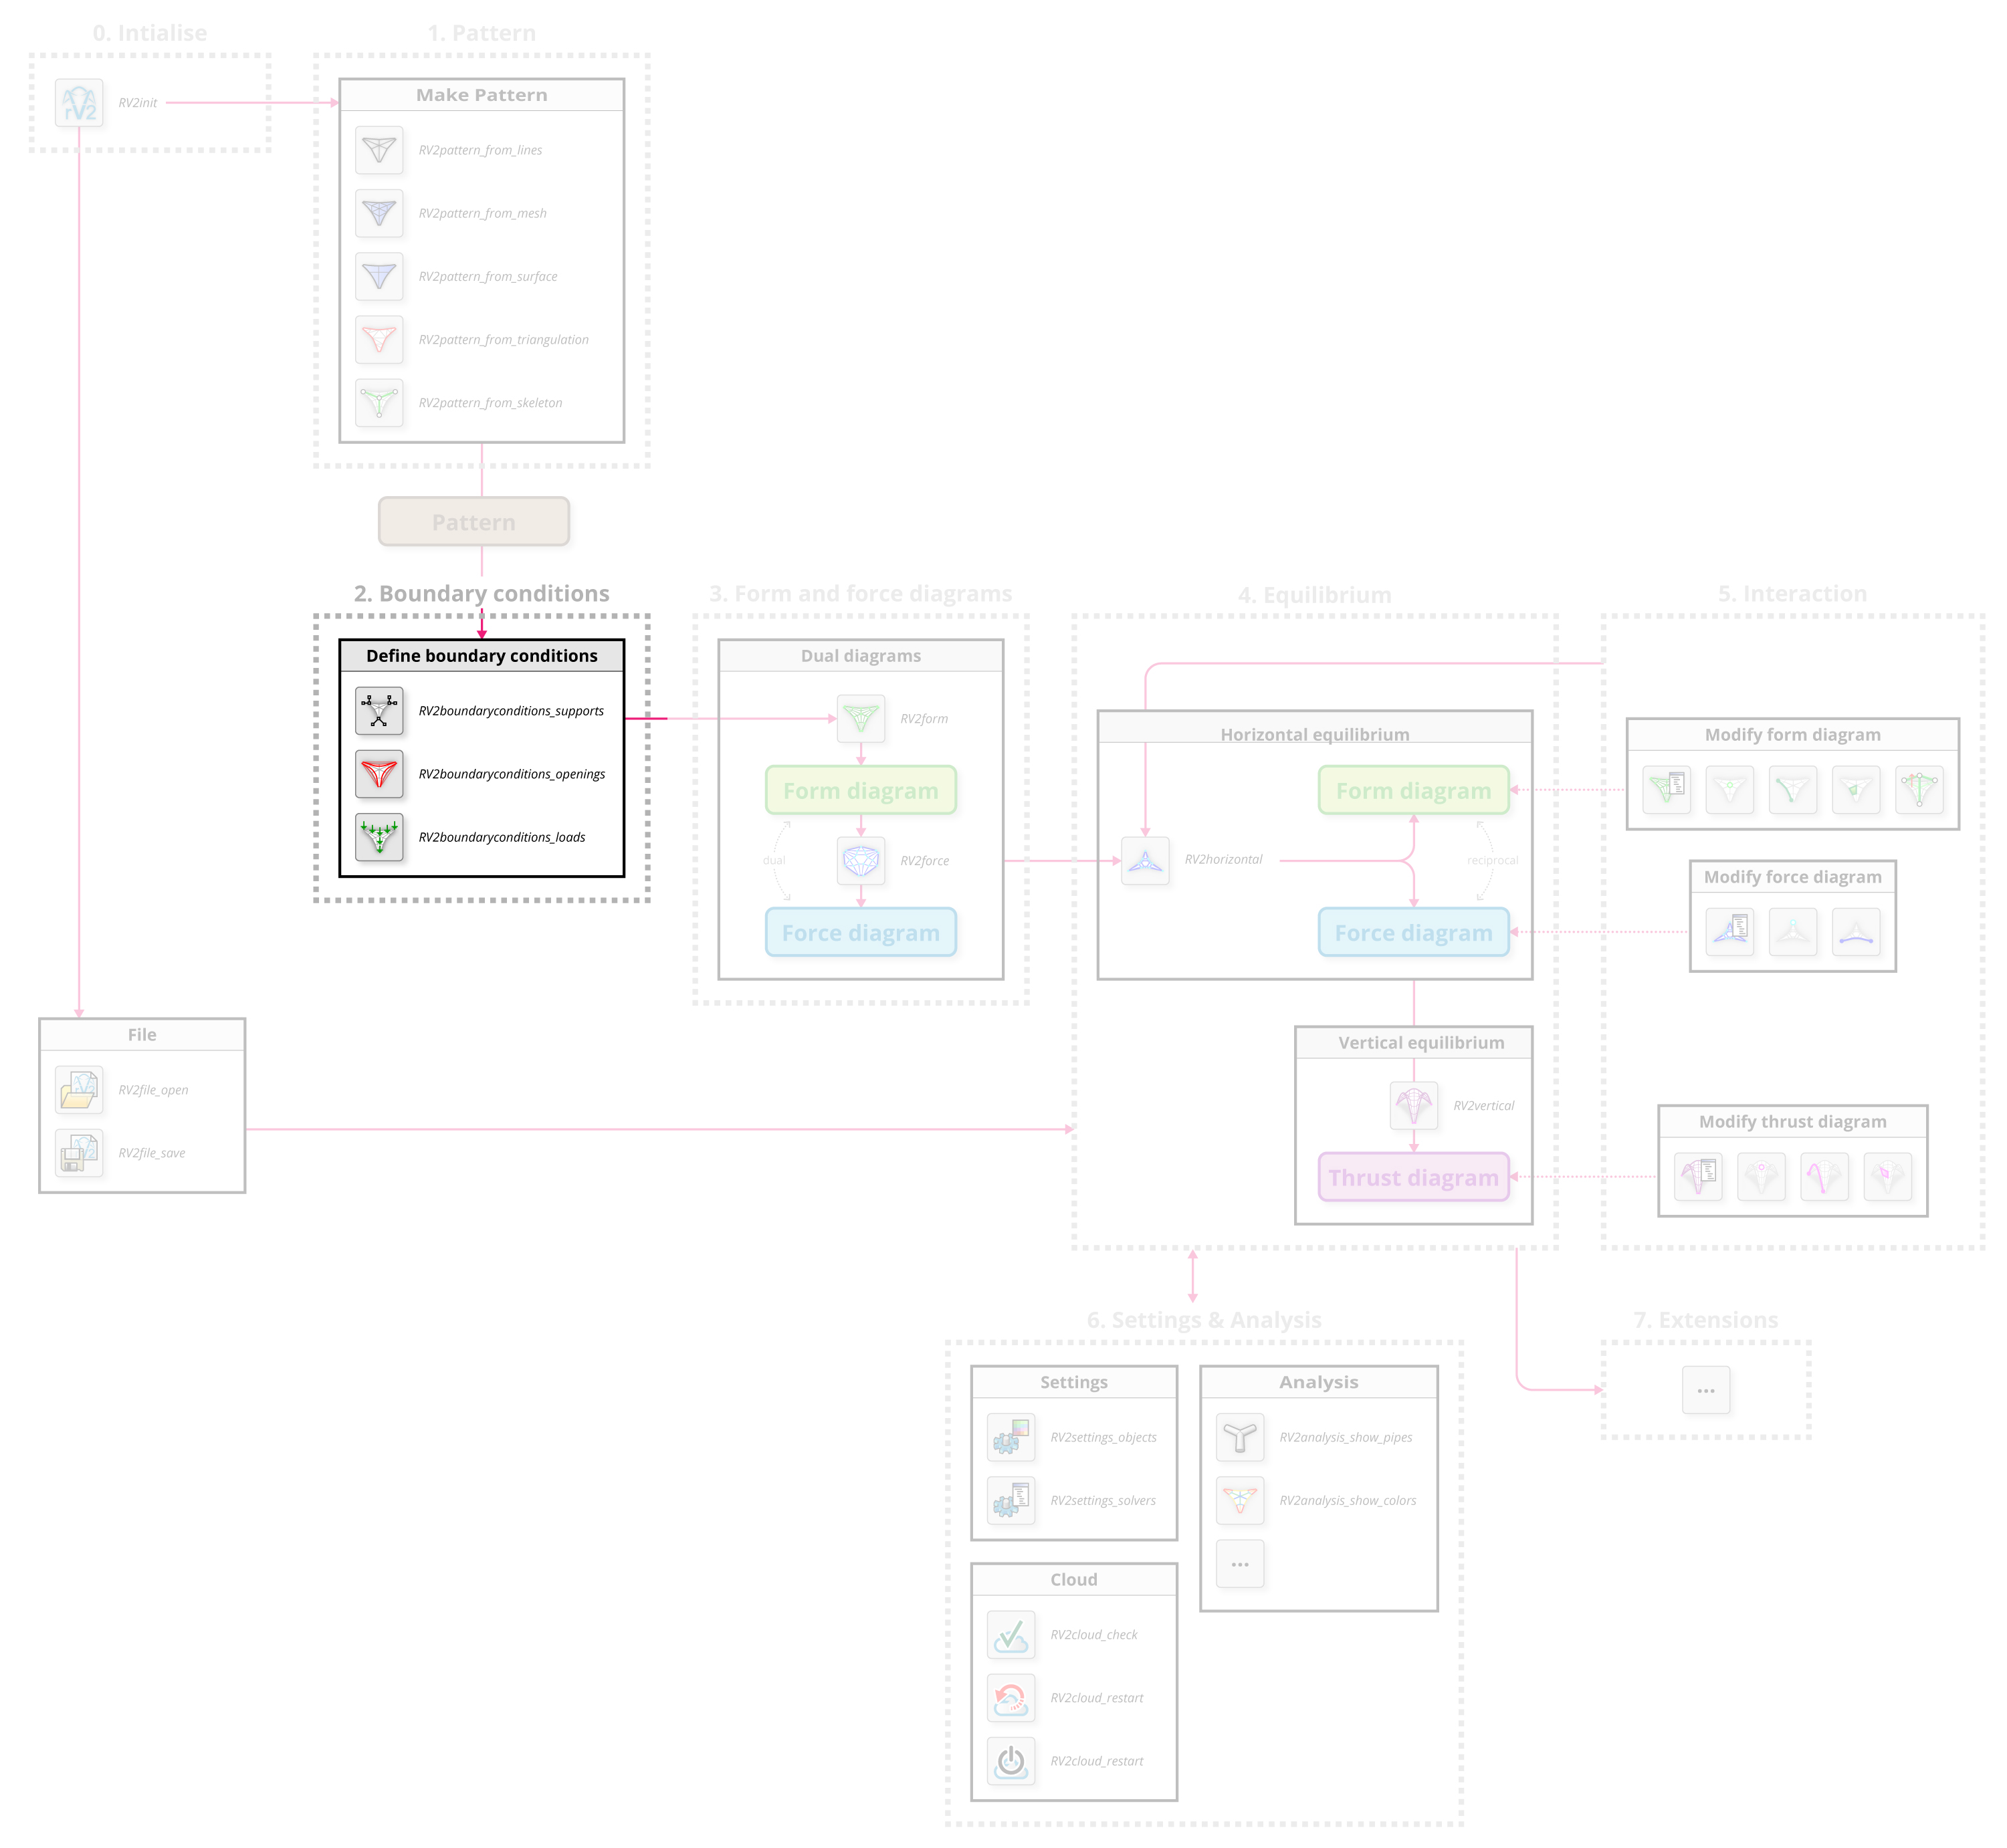 0. Intialise
RV2init
1. Pattern
Make Pattern
RV2pattern_from_lines
RV2pattern_from_mesh
RV2pattern_from_surface
RV2pattern_from_triangulation
RV2pattern_from_skeleton
Pattern
2. Boundary conditions
Define boundary conditions
RV2boundaryconditions_supports
RV2boundaryconditions_openings
RV2boundaryconditions_loads
3. Form and force diagrams
Dual diagrams
RV2form
Form diagram
dual
RV2force
Force diagram
4. Equilibrium
Horizontal equilibrium
Form diagram
RV2horizontal
reciprocal
Force diagram
Vertical equilibrium
RV2vertical
Thrust diagram
5. Interaction
Modify form diagram
Modify force diagram
Modify thrust diagram
File
RV2file_open
RV2file_save
6. Settings & Analysis
Settings
RV2settings_objects
RV2settings_solvers
Analysis
RV2analysis_show_pipes
RV2analysis_show_colors
...
Cloud
RV2cloud_check
RV2cloud_restart
RV2cloud_restart
7. Extensions
...